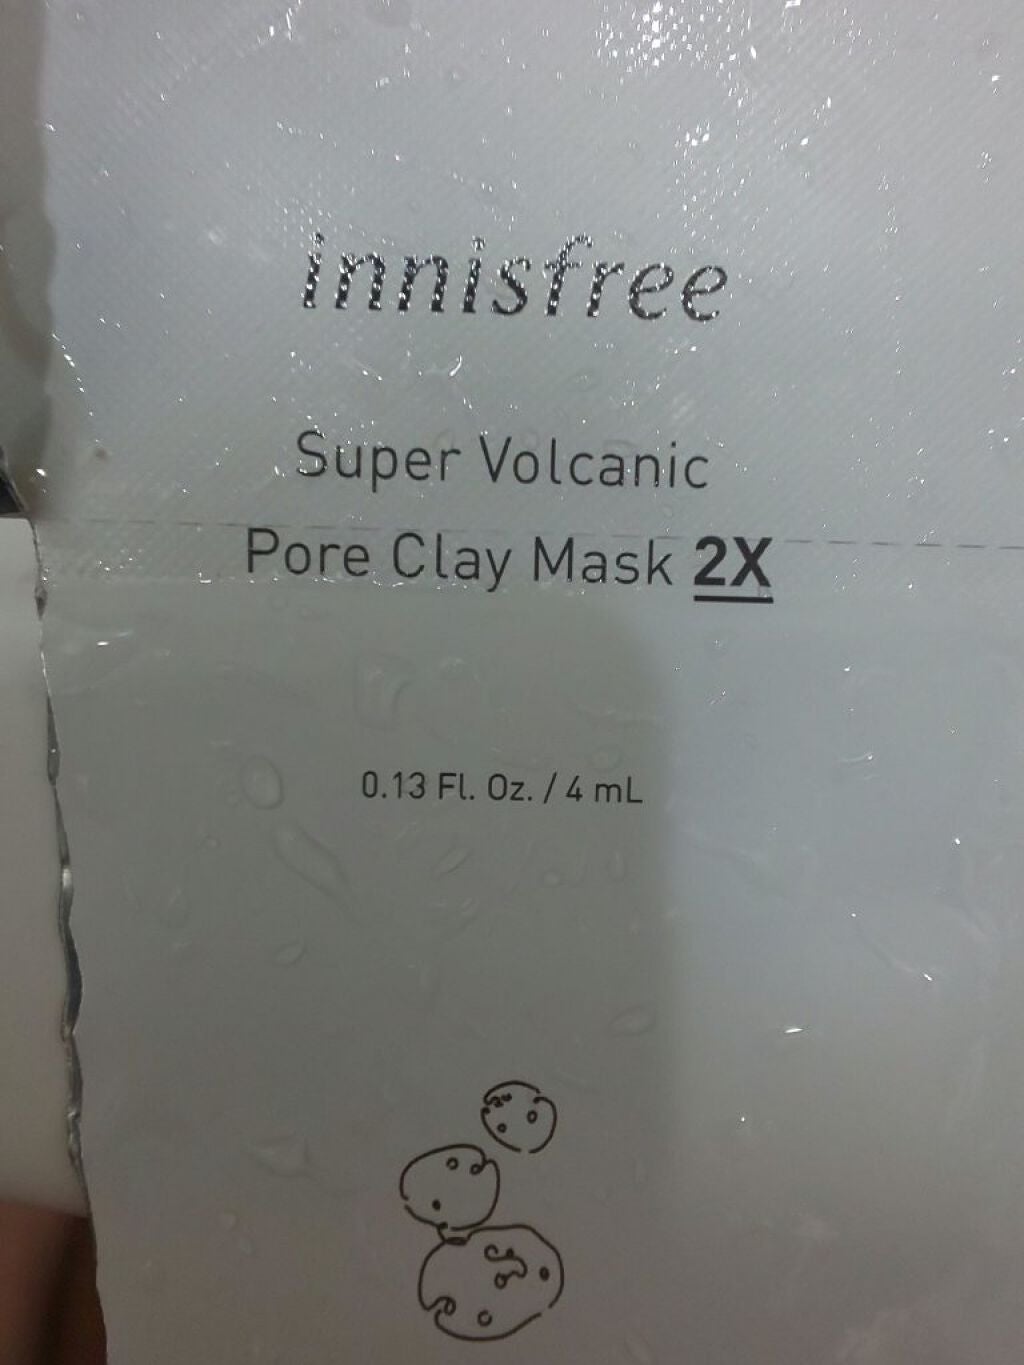 innisfree
Super Volcanic
Pore Clay Mask 2X
0.13 Fl. Oz. / 4 mL